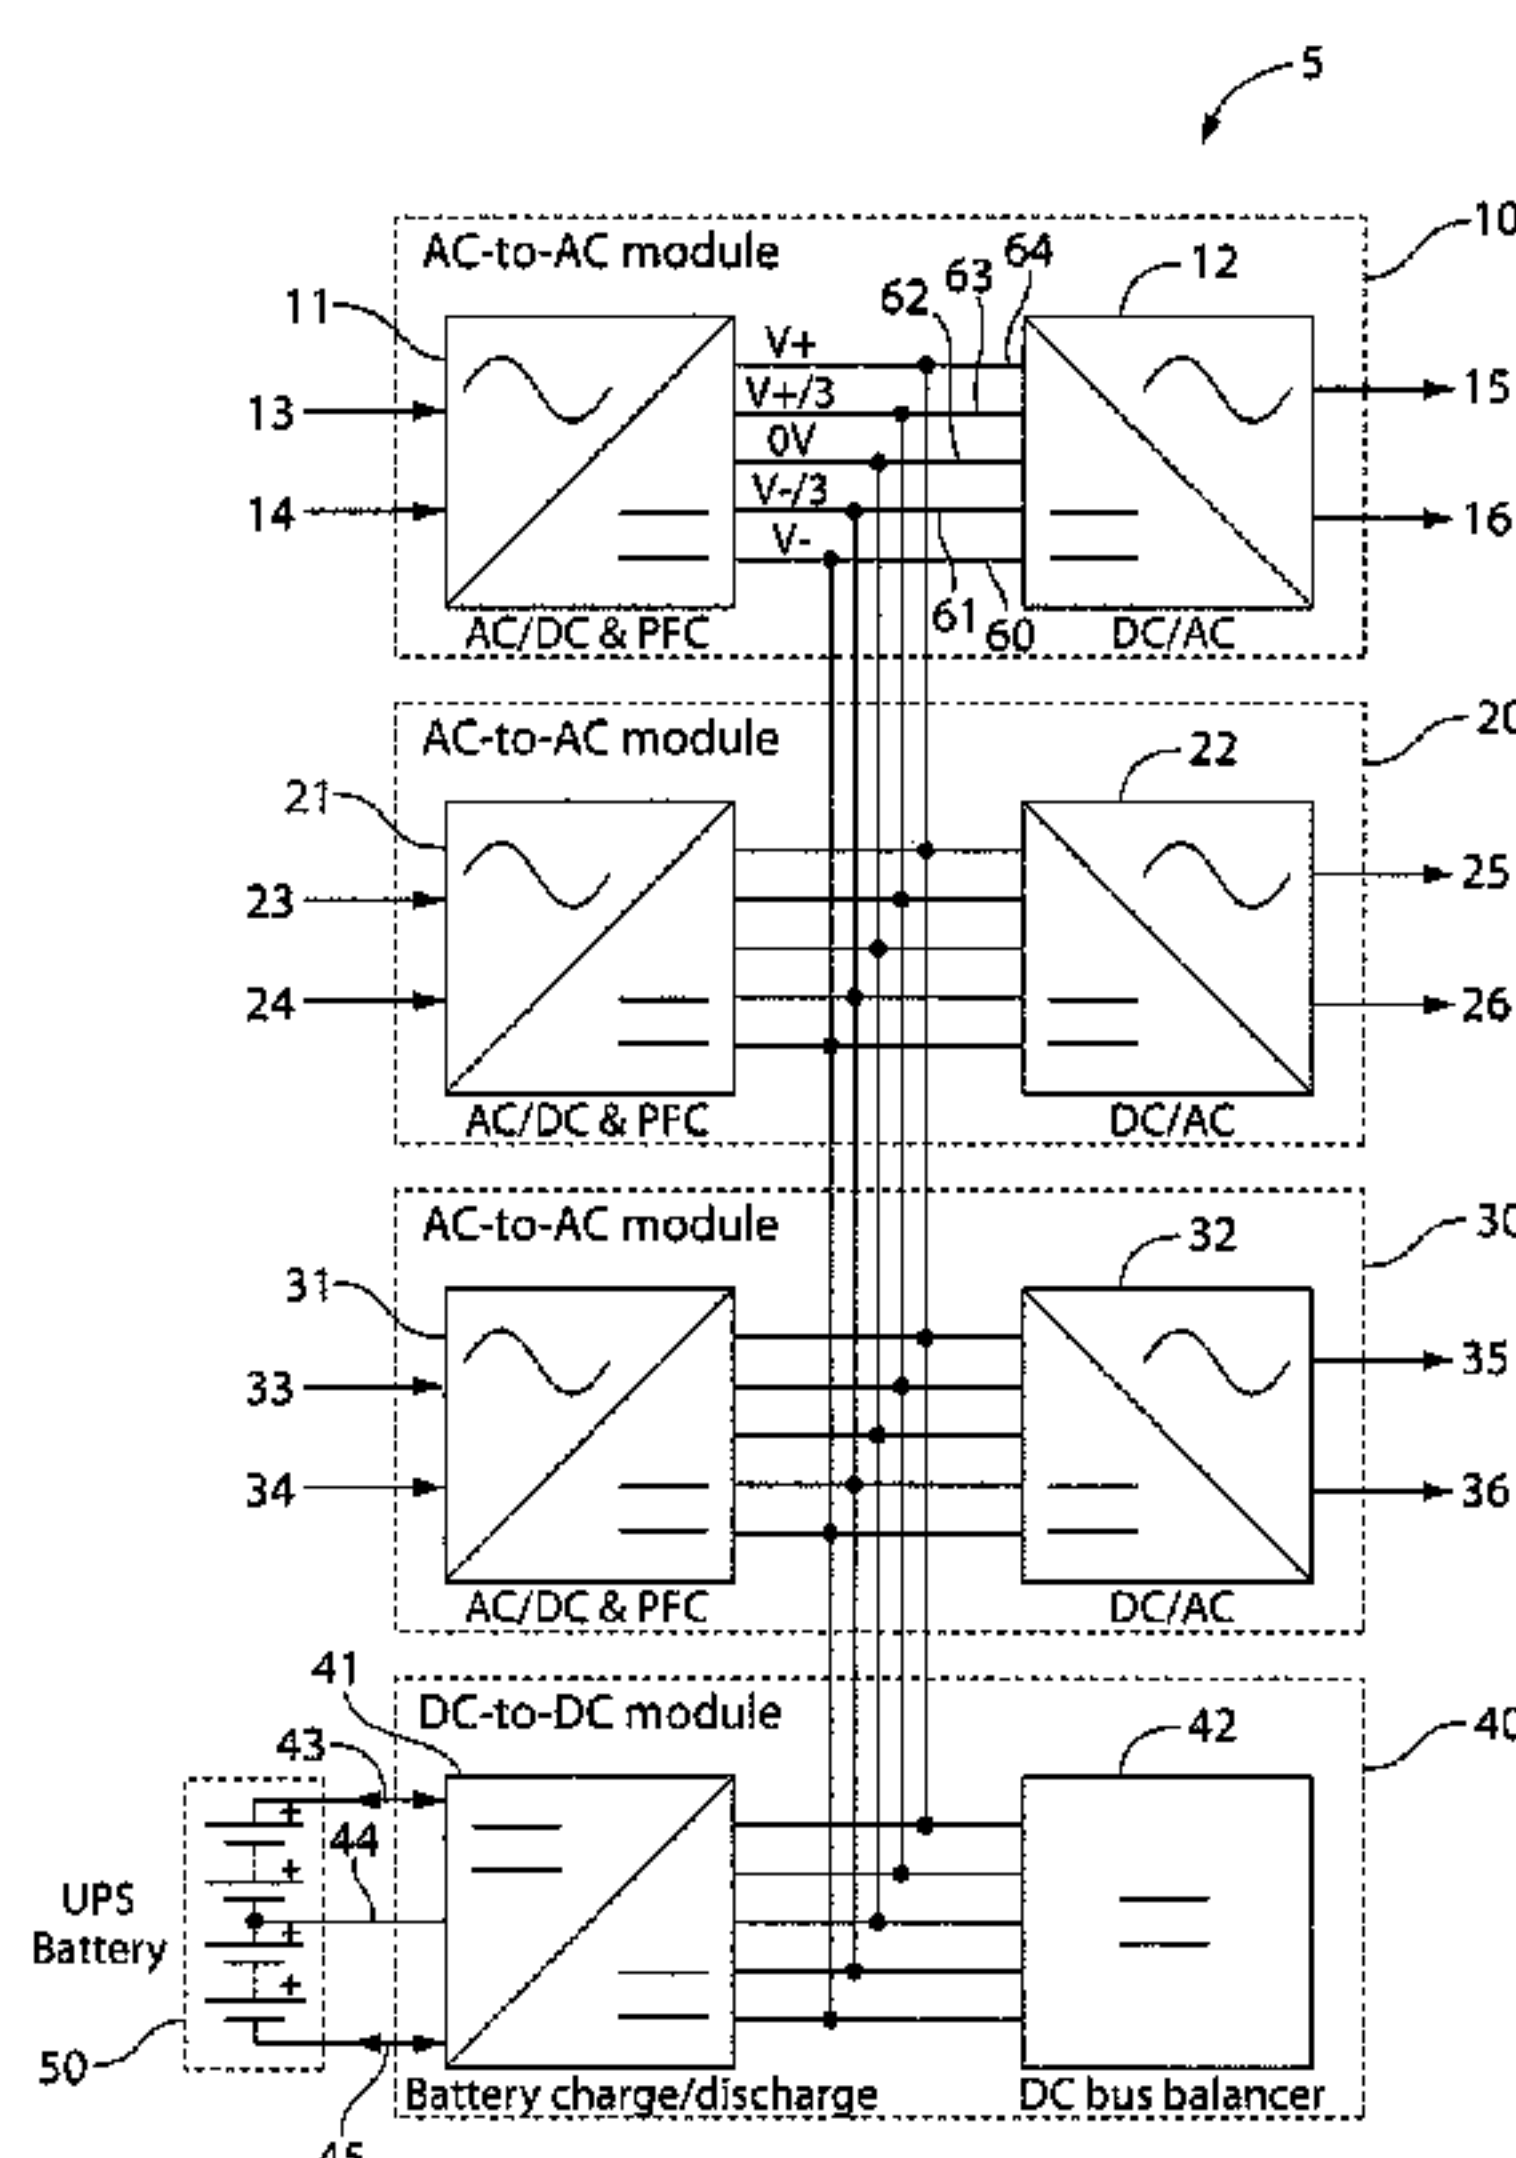 5
10
AC-to-AC module
64
63
62
12
11
V+
V+/3
0V
V-/3
V-
13
14
15
16
61
60
AC/DC & PFC
DC/AC
20
AC-to-AC module
22
21
23
24
25
26
AC/DC & PFC
DC/AC
30
AC-to-AC module
32
31
33
34
35
36
AC/DC & PFC
DC/AC
41
DC-to-DC module
42
40
43
+
44
+
+
+
UPS
Battery
50
Battery charge/discharge
DC bus balancer
45